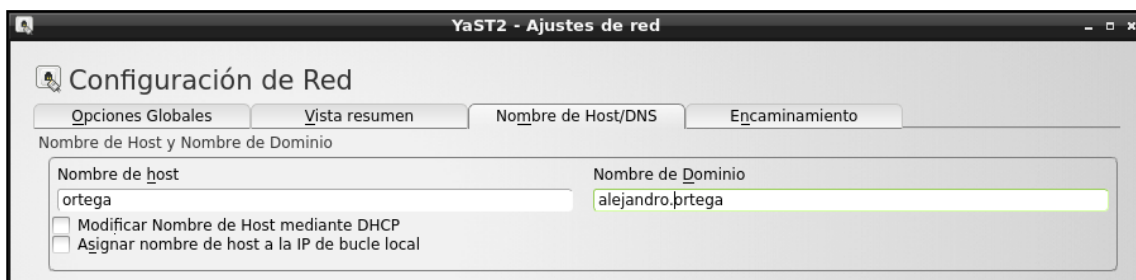 YaST2 - Ajustes de red
Configuración de Red
Opciones Globales
Vista resumen
Nombre de Host/DNS
Encaminamiento
Nombre de Host y Nombre de Dominio
Nombre de host
Nombre de Dominio
ortega
alejandro.ortega
Modificar Nombre de Host mediante DHCP
Asignar nombre de host a la IP de bucle local